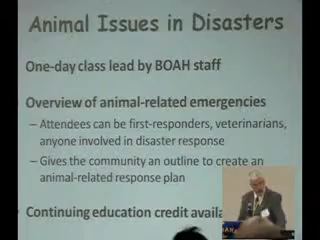 Animal Issues in Disasters
One-day class lead by BOAH staff
Overview of animal-related emergencies
– Attendees can be first-responders, veterinarians,
anyone involved in disaster response
– Gives the community an outline to create an
animal-related response plan
Continuing education credit avail